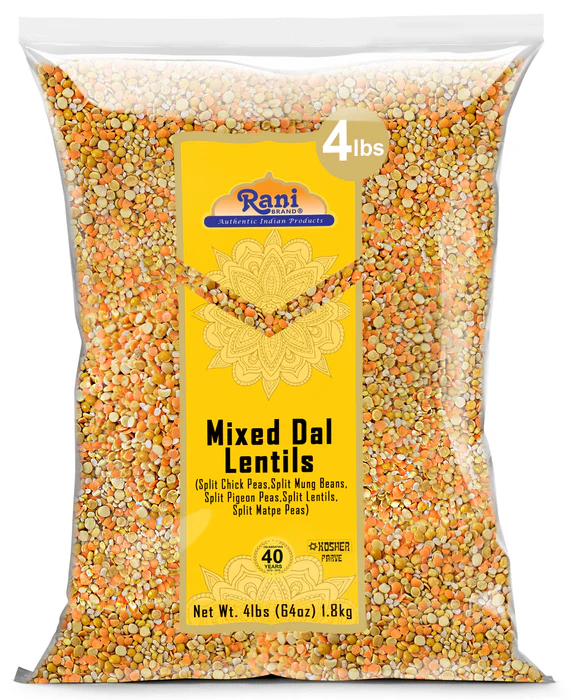 4lbs
Rani
BRAND®
Authentic Indian Products
Mixed Dal
Lentils
(Split Chick Peas,Split Mung Beans,
Split Pigeon Peas,Split Lentils,
Split Matpe Peas)
40
YEARS
KOSHER
PARVE
Net Wt. 4lbs (64oz) 1.8kg